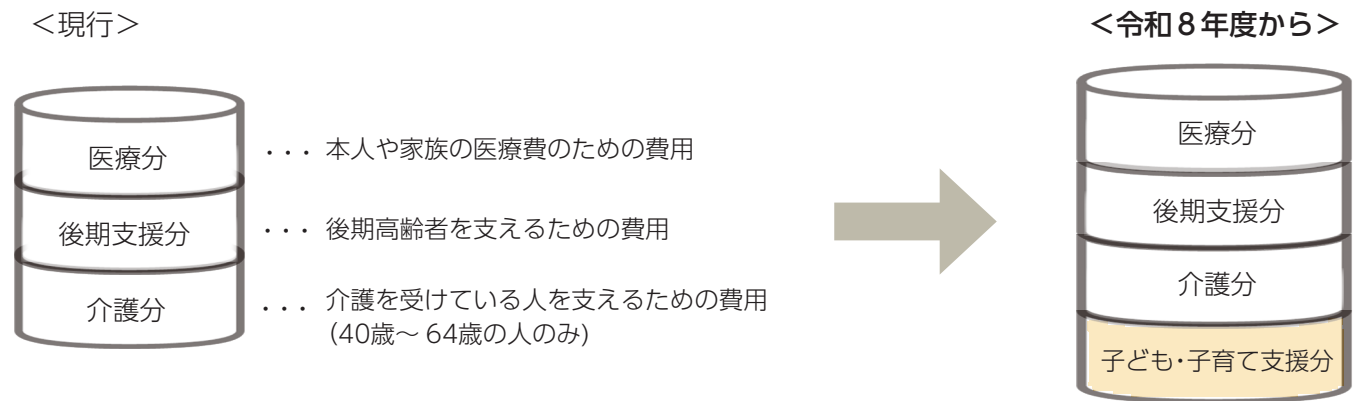 ＜現行＞
医療分
・・・ 本人や家族の医療費のための費用
後期支援分
・・・ 後期高齢者を支えるための費用
介護分
・・・ 介護を受けている人を支えるための費用
(40歳～ 64歳の人のみ)
＜令和８年度から＞
医療分
後期支援分
介護分
子ども・子育て支援分